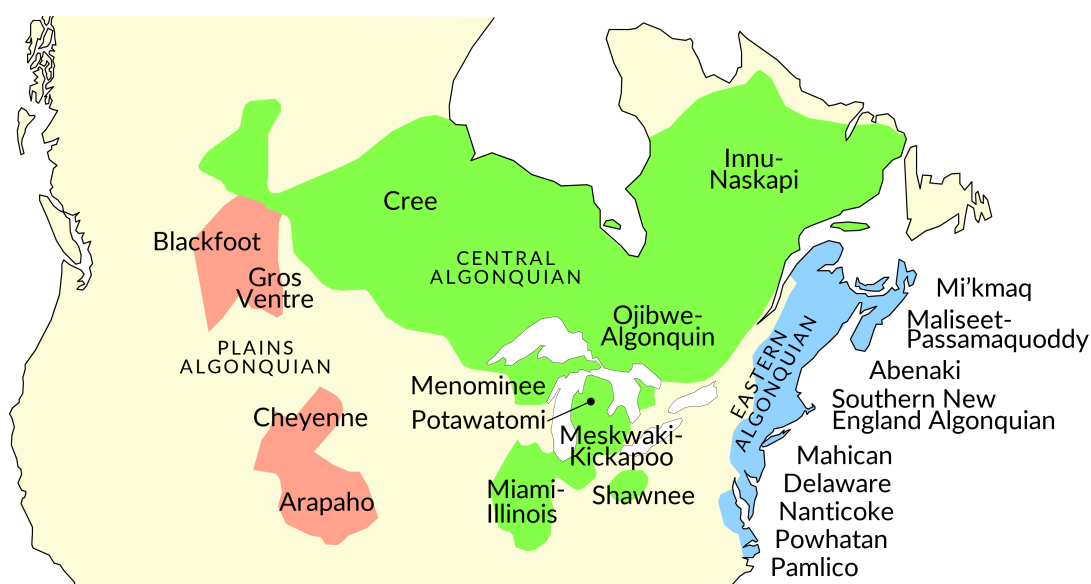 Innu-
Naskapi
Cree
Blackfoot
CENTRAL
ALGONQUIAN
Gros
Ventre
Mi’kmaq
Ojibwe-
Algonquin
Maliseet-
Passamaquoddy
PLAINS
ALGONQUIAN
EASTERN
ALGONQUIAN
Abenaki
Menominee
Potawatomi
Southern New
England Algonquian
Cheyenne
Meskwaki-
Kickapoo
Mahican
Delaware
Miami-
Illinois
Shawnee
Arapaho
Nanticoke
Powhatan
Pamlico